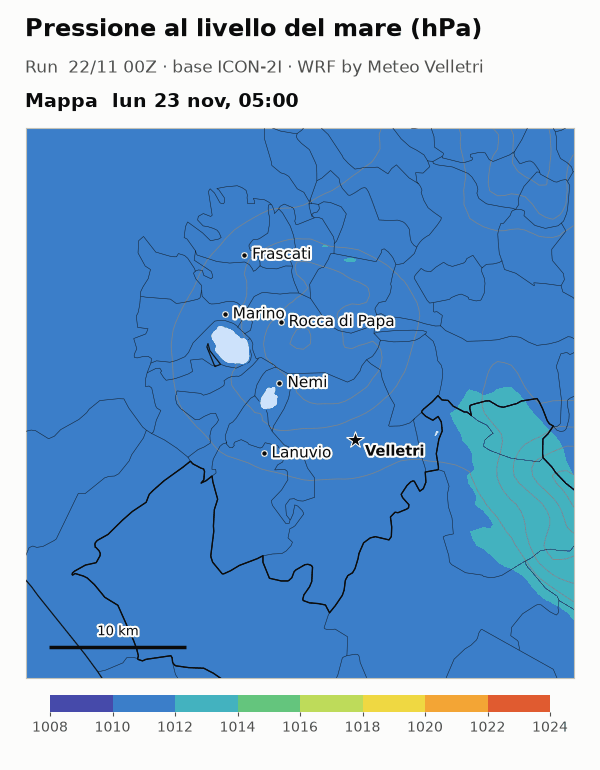 Pressione al livello del mare (hPa)
Run  22/11 00Z · base ICON-2I · WRF by Meteo Velletri
Mappa  lun 23 nov, 05:00
Frascati
Marino
Rocca di Papa
Nemi
Velletri
Lanuvio
10 km
1008 1010 1012 1014 1016 1018 1020 1022 1024